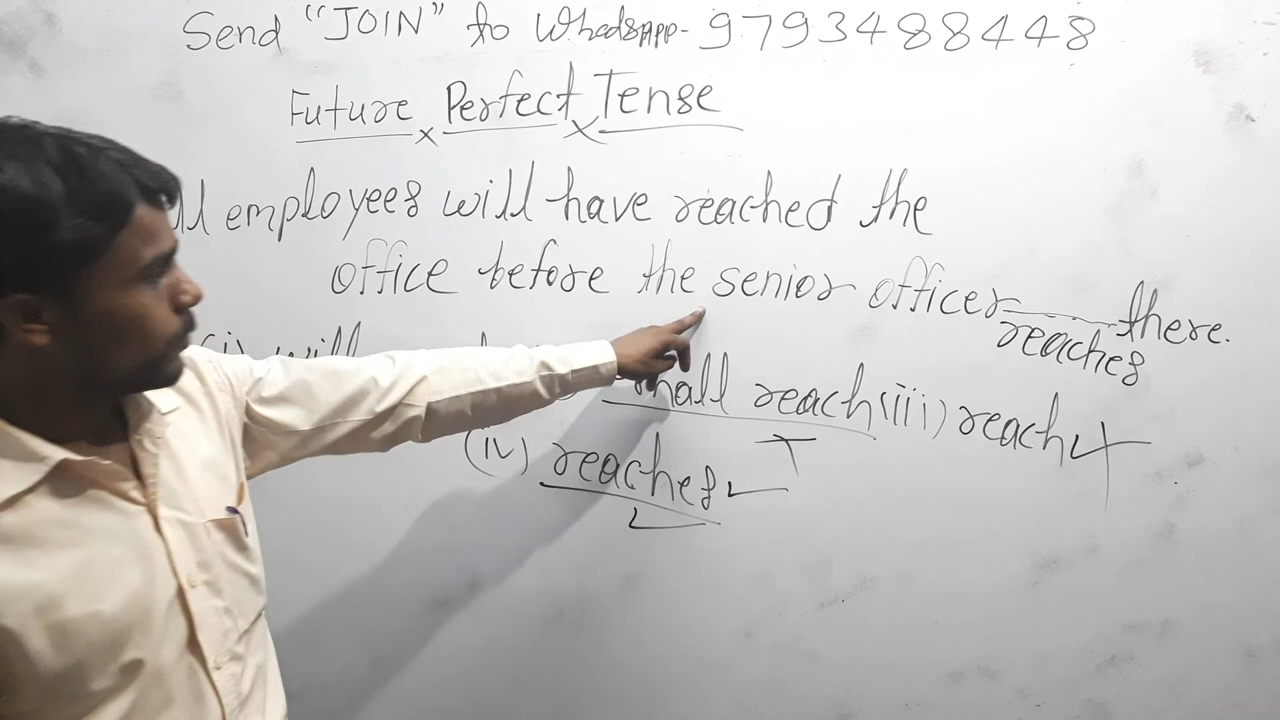 Send "JOIN" to WhatsAPP- 9793488448
Future Perfect Tense
employees will have reached the
office before the senior officer ____ there.
reaches
(i) will
shall reach (iii) reach
(iv) reaches